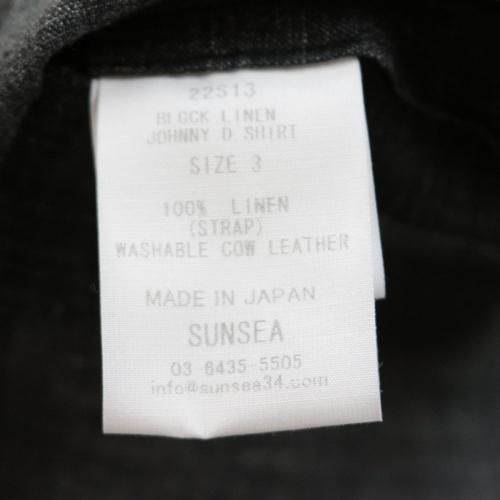 22S13
BLOCK LINEN
JOHNNY D SHIRT
SIZE 3
100% LINEN
(STRAP)
WASHABLE COW LEATHER
MADE IN JAPAN
SUNSEA
03 6435-5505
info@sunsea34.com